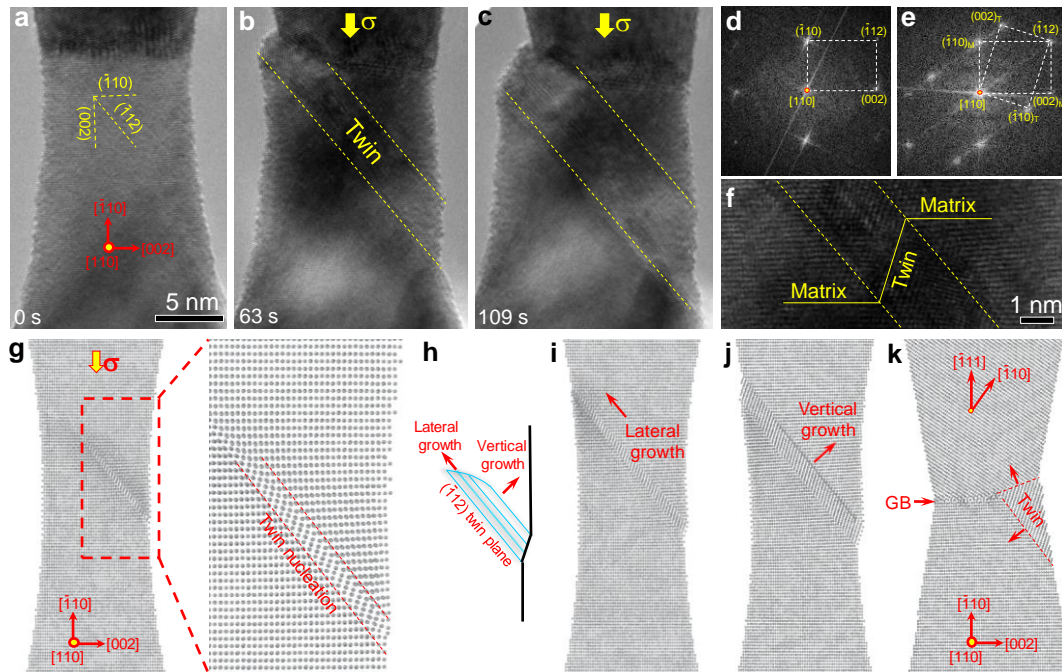 a
(1̄10)
(002)
(1̄12)
[1̄10]
[002]
[110]
0 s
5 nm
b
σ
Twin
63 s
c
σ
109 s
d
(1̄10)
(1̄12)
[110]
(002)
e
(002)T
(1̄12)
(1̄10)M
[110]
(002)M
(1̄10)T
f
Matrix
Twin
Matrix
1 nm
g
σ
[1̄10]
[002]
[110]
Twin nucleation
h
Lateral
growth
Vertical
growth
(1̄12) twin plane
i
Lateral
growth
j
Vertical
growth
k
[1̄11]
[1̄10]
GB
Twin
[1̄10]
[002]
[110]